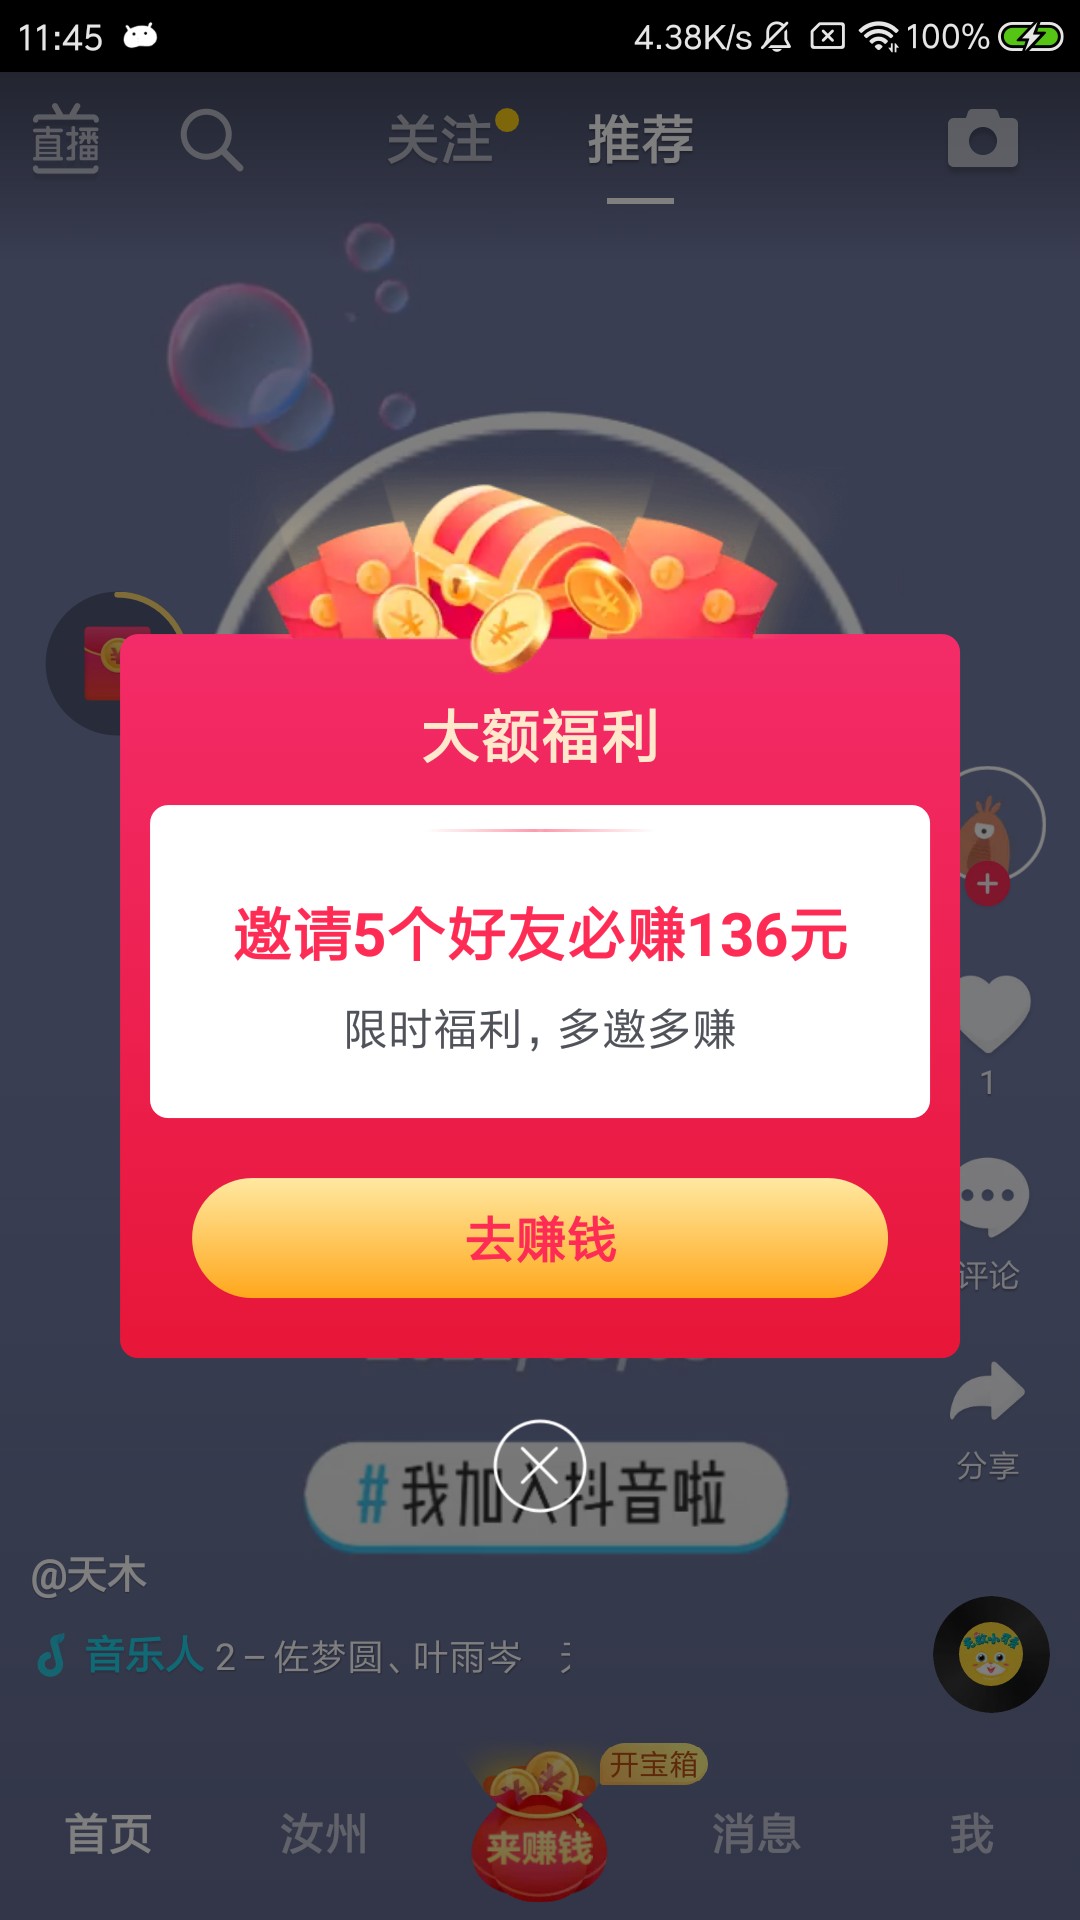 11:45
4.38K/s
100%
直播
关注
推荐
大额福利
邀请5个好友必赚136元
限时福利，多邀多赚
1
去赚钱
评论
分享
#我加入抖音啦
@天木
音乐人 2 – 佐梦圆、叶雨岑
开宝箱
来赚钱
首页
汝州
消息
我